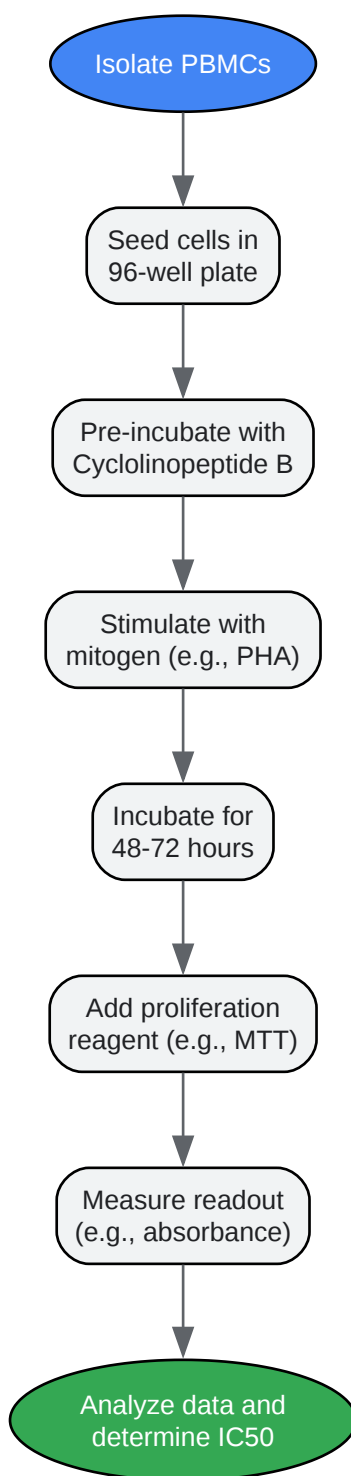 Isolate PBMCs
Seed cells in
96-well plate
Pre-incubate with
Cyclolinopeptide B
Stimulate with
mitogen (e.g., PHA)
Incubate for
48-72 hours
Add proliferation
reagent (e.g., MTT)
Measure readout
(e.g., absorbance)
Analyze data and
determine IC50